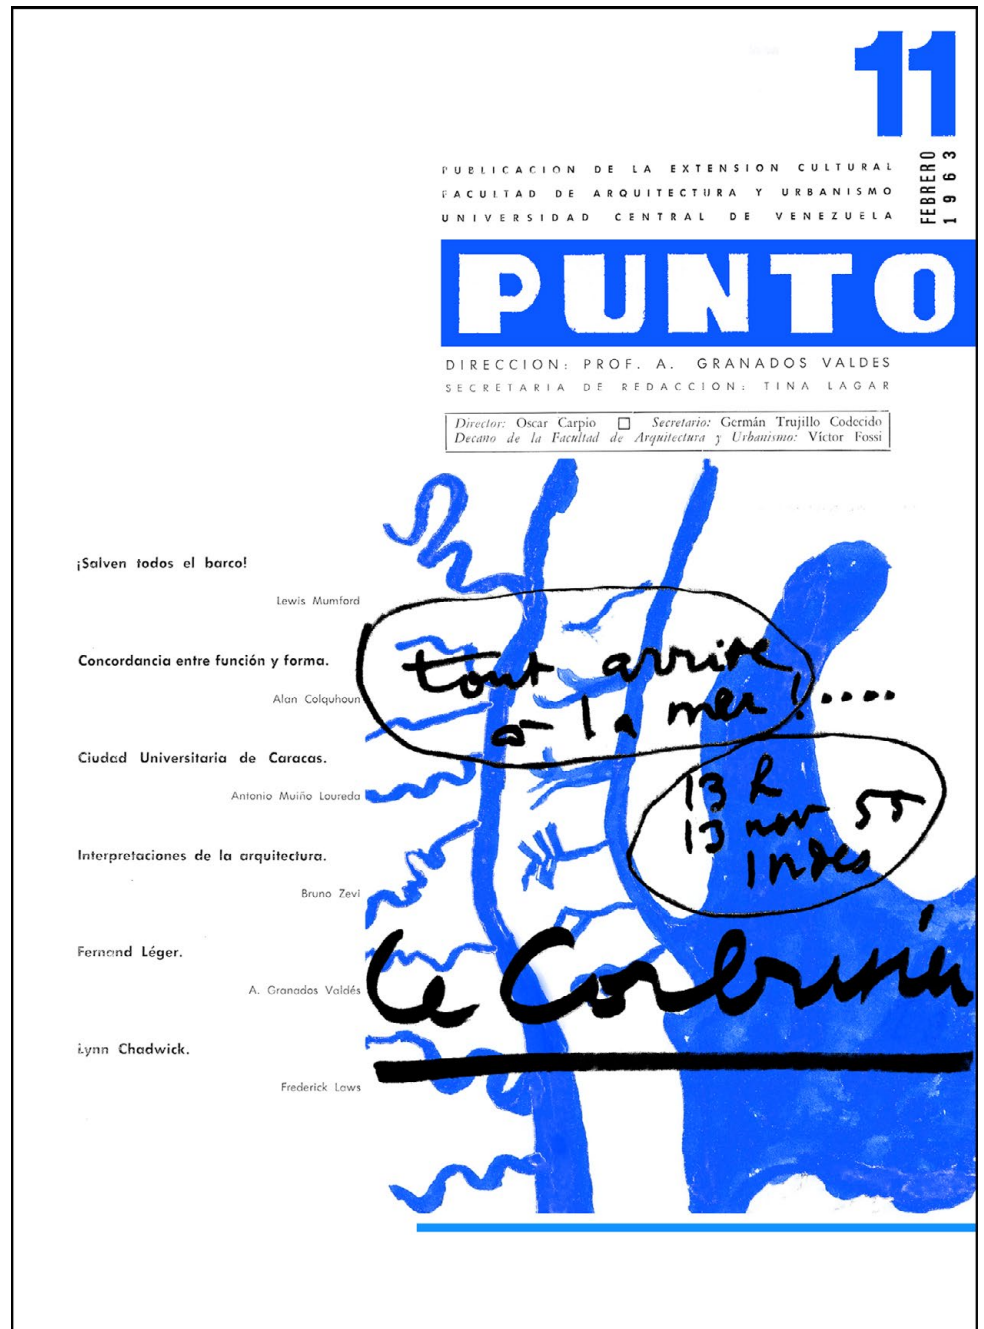 11
FEBRERO
1963
PUBLICACION DE LA EXTENSION CULTURAL
FACULTAD DE ARQUITECTURA Y URBANISMO
UNIVERSIDAD CENTRAL DE VENEZUELA
PUNTO
DIRECCION: PROF. A. GRANADOS VALDES
SECRETARIA DE REDACCION: TINA LAGAR
Director: Oscar Carpio □ Secretario: Germán Trujillo Codecido
Decano de la Facultad de Arquitectura y Urbanismo: Víctor Fossi
¡Salven todos el barco!
Lewis Mumford
Concordancia entre función y forma.
Alan Colquhoun
Ciudad Universitaria de Caracas.
Antonio Muiño Loureda
Interpretaciones de la arquitectura.
Bruno Zevi
Fernand Léger.
A. Granados Valdés
Lynn Chadwick.
Frederick Laws
tout arrive
à la mer!....
13 h
13 nov 55
Indes
Le Corbusier